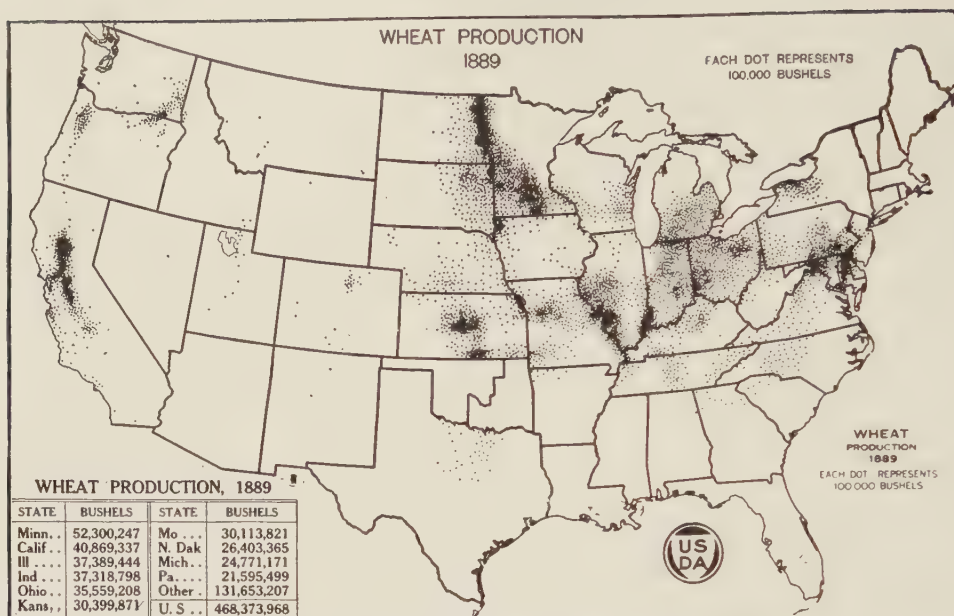 WHEAT PRODUCTION
1889
EACH DOT REPRESENTS
100,000 BUSHELS
WHEAT
PRODUCTION
1889
EACH DOT REPRESENTS
100,000 BUSHELS
US
DA
WHEAT PRODUCTION, 1889
STATE BUSHELS STATE BUSHELS
Minn.. 52,300,247 Mo ... 30,113,821
Calif.. 40,869,337 N. Dak 26,403,365
Ill .... 37,389,444 Mich.. 24,771,171
Ind ... 37,318,798 Pa.... 21,595,499
Ohio.. 35,559,208 Other . 131,653,207
Kans,, 30,399,871 U. S .. 468,373,968